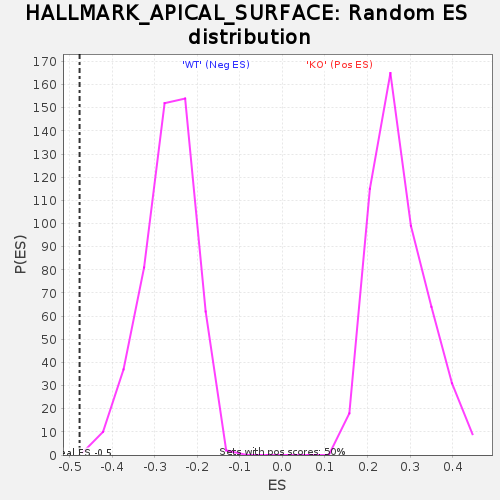 HALLMARK_APICAL_SURFACE: Random ES
distribution
'WT' (Neg ES) 'KO' (Pos ES)
170
160
150
140
130
120
110
100
90
80
70
60
50
40
30
20
10
0
P(ES)
ES -0.5 Sets with pos scores: 50%
-0.5 -0.4 -0.3 -0.2 -0.1 0.0 0.1 0.2 0.3 0.4
ES